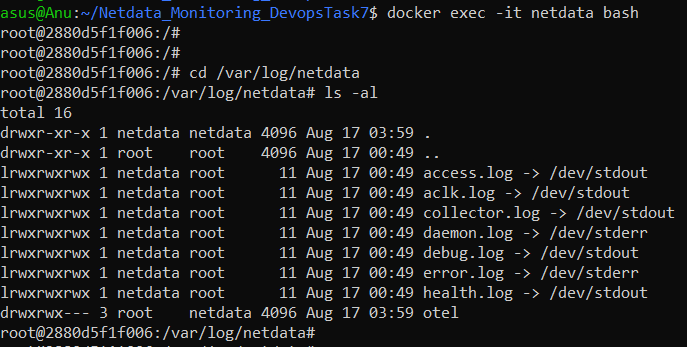 asus@Anu:~/Netdata_Monitoring_DevopsTask7$ docker exec -it netdata bash
root@2880d5f1f006:/#
root@2880d5f1f006:/#
root@2880d5f1f006:/# cd /var/log/netdata
root@2880d5f1f006:/var/log/netdata# ls -al
total 16
drwxr-xr-x 1 netdata netdata 4096 Aug 17 03:59 .
drwxr-xr-x 1 root    root    4096 Aug 17 00:49 ..
lrwxrwxrwx 1 netdata root      11 Aug 17 00:49 access.log -> /dev/stdout
lrwxrwxrwx 1 netdata root      11 Aug 17 00:49 aclk.log -> /dev/stdout
lrwxrwxrwx 1 netdata root      11 Aug 17 00:49 collector.log -> /dev/stdout
lrwxrwxrwx 1 netdata root      11 Aug 17 00:49 daemon.log -> /dev/stderr
lrwxrwxrwx 1 netdata root      11 Aug 17 00:49 debug.log -> /dev/stdout
lrwxrwxrwx 1 netdata root      11 Aug 17 00:49 error.log -> /dev/stderr
lrwxrwxrwx 1 netdata root      11 Aug 17 00:49 health.log -> /dev/stdout
drwxrwx--- 3 root    netdata 4096 Aug 17 03:59 otel
root@2880d5f1f006:/var/log/netdata#